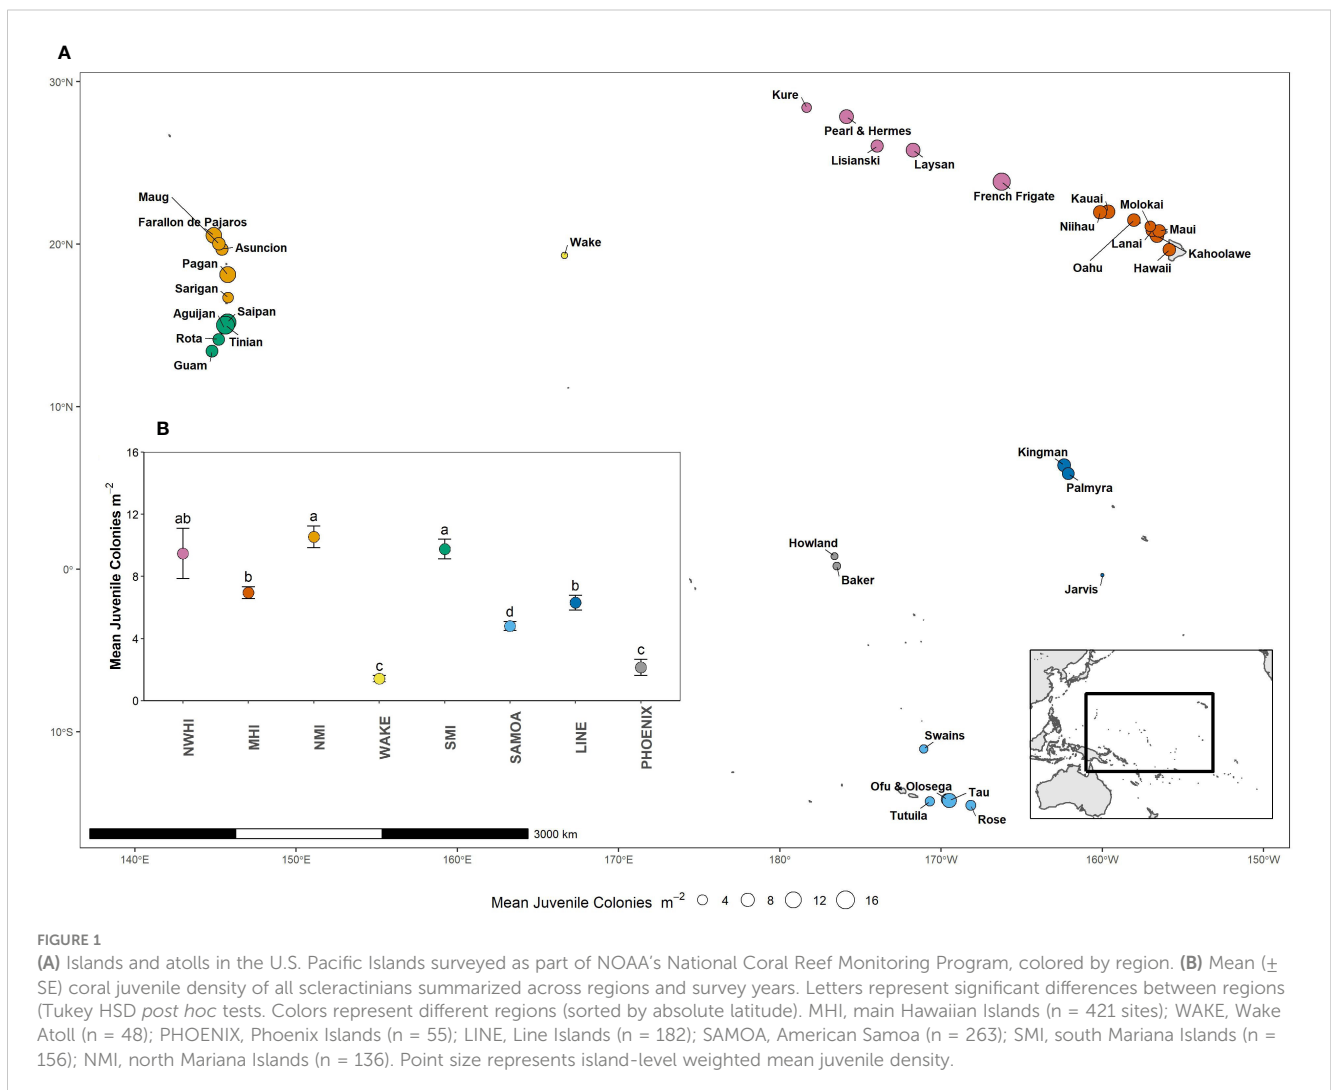 A
30°N
20°N
10°N
0°
10°S
Kure
Pearl & Hermes
Lisianski
Laysan
French Frigate
Kauai
Molokai
Niihau
Maui
Lanai
Kahoolawe
Oahu
Hawaii
Maug
Farallon de Pajaros
Asuncion
Pagan
Sarigan
Aguijan
Saipan
Rota
Tinian
Guam
Wake
Kingman
Palmyra
Howland
Baker
Jarvis
Swains
Ofu & Olosega
Tau
Tutuila
Rose
B
Mean Juvenile Colonies m⁻²
16
12
8
4
0
ab
b
a
c
a
d
b
c
NWHI
MHI
NMI
WAKE
SMI
SAMOA
LINE
PHOENIX
3000 km
140°E
150°E
160°E
170°E
180°
170°W
160°W
150°W
Mean Juvenile Colonies m⁻² 4 8 12 16
FIGURE 1
(A) Islands and atolls in the U.S. Pacific Islands surveyed as part of NOAA's National Coral Reef Monitoring Program, colored by region. (B) Mean (±
SE) coral juvenile density of all scleractinians summarized across regions and survey years. Letters represent significant differences between regions
(Tukey HSD post hoc tests. Colors represent different regions (sorted by absolute latitude). MHI, main Hawaiian Islands (n = 421 sites); WAKE, Wake
Atoll (n = 48); PHOENIX, Phoenix Islands (n = 55); LINE, Line Islands (n = 182); SAMOA, American Samoa (n = 263); SMI, south Mariana Islands (n =
156); NMI, north Mariana Islands (n = 136). Point size represents island-level weighted mean juvenile density.